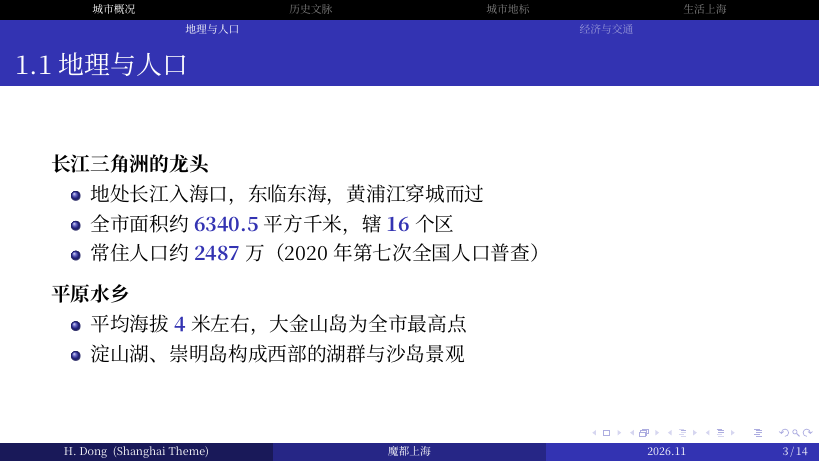 城市概况 历史文脉 城市地标 生活上海
地理与人口 经济与交通
1.1 地理与人口
长江三角洲的龙头
地处长江入海口，东临东海，黄浦江穿城而过
全市面积约 6340.5 平方千米，辖 16 个区
常住人口约 2487 万（2020 年第七次全国人口普查）
平原水乡
平均海拔 4 米左右，大金山岛为全市最高点
淀山湖、崇明岛构成西部的湖群与沙岛景观
H. Dong (Shanghai Theme) 魔都上海 2026.11 3 / 14